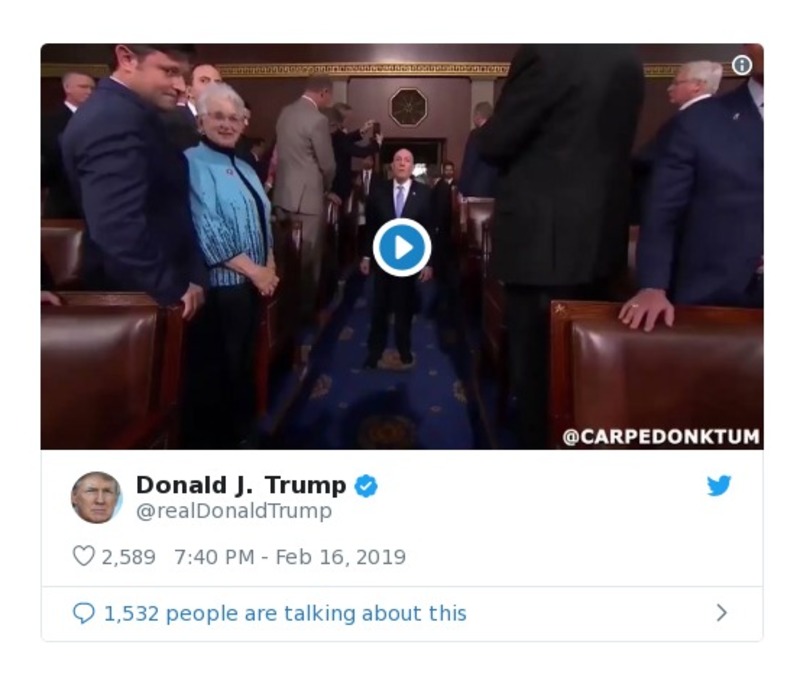 @CARPEDONKTUM
Donald J. Trump
@realDonaldTrump
2,589 7:40 PM - Feb 16, 2019
1,532 people are talking about this